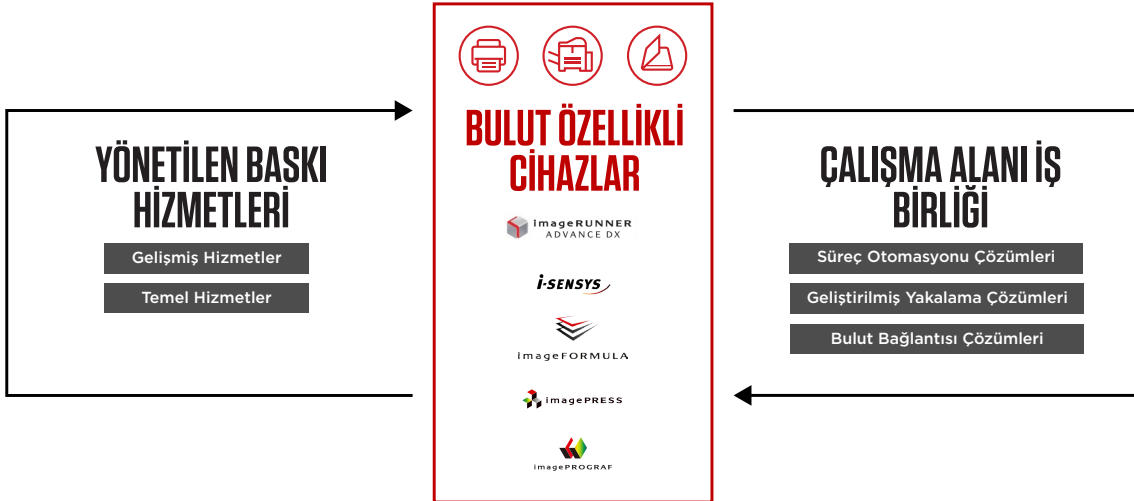 YÖNETİLEN BASKI
HİZMETLERİ
Gelişmiş Hizmetler
Temel Hizmetler
BULUT ÖZELLİKLİ
CİHAZLAR
imageRUNNER
ADVANCE DX
i-SENSYS
imageFORMULA
imagePRESS
imagePROGRAF
ÇALIŞMA ALANI İŞ
BİRLİĞİ
Süreç Otomasyonu Çözümleri
Geliştirilmiş Yakalama Çözümleri
Bulut Bağlantısı Çözümleri